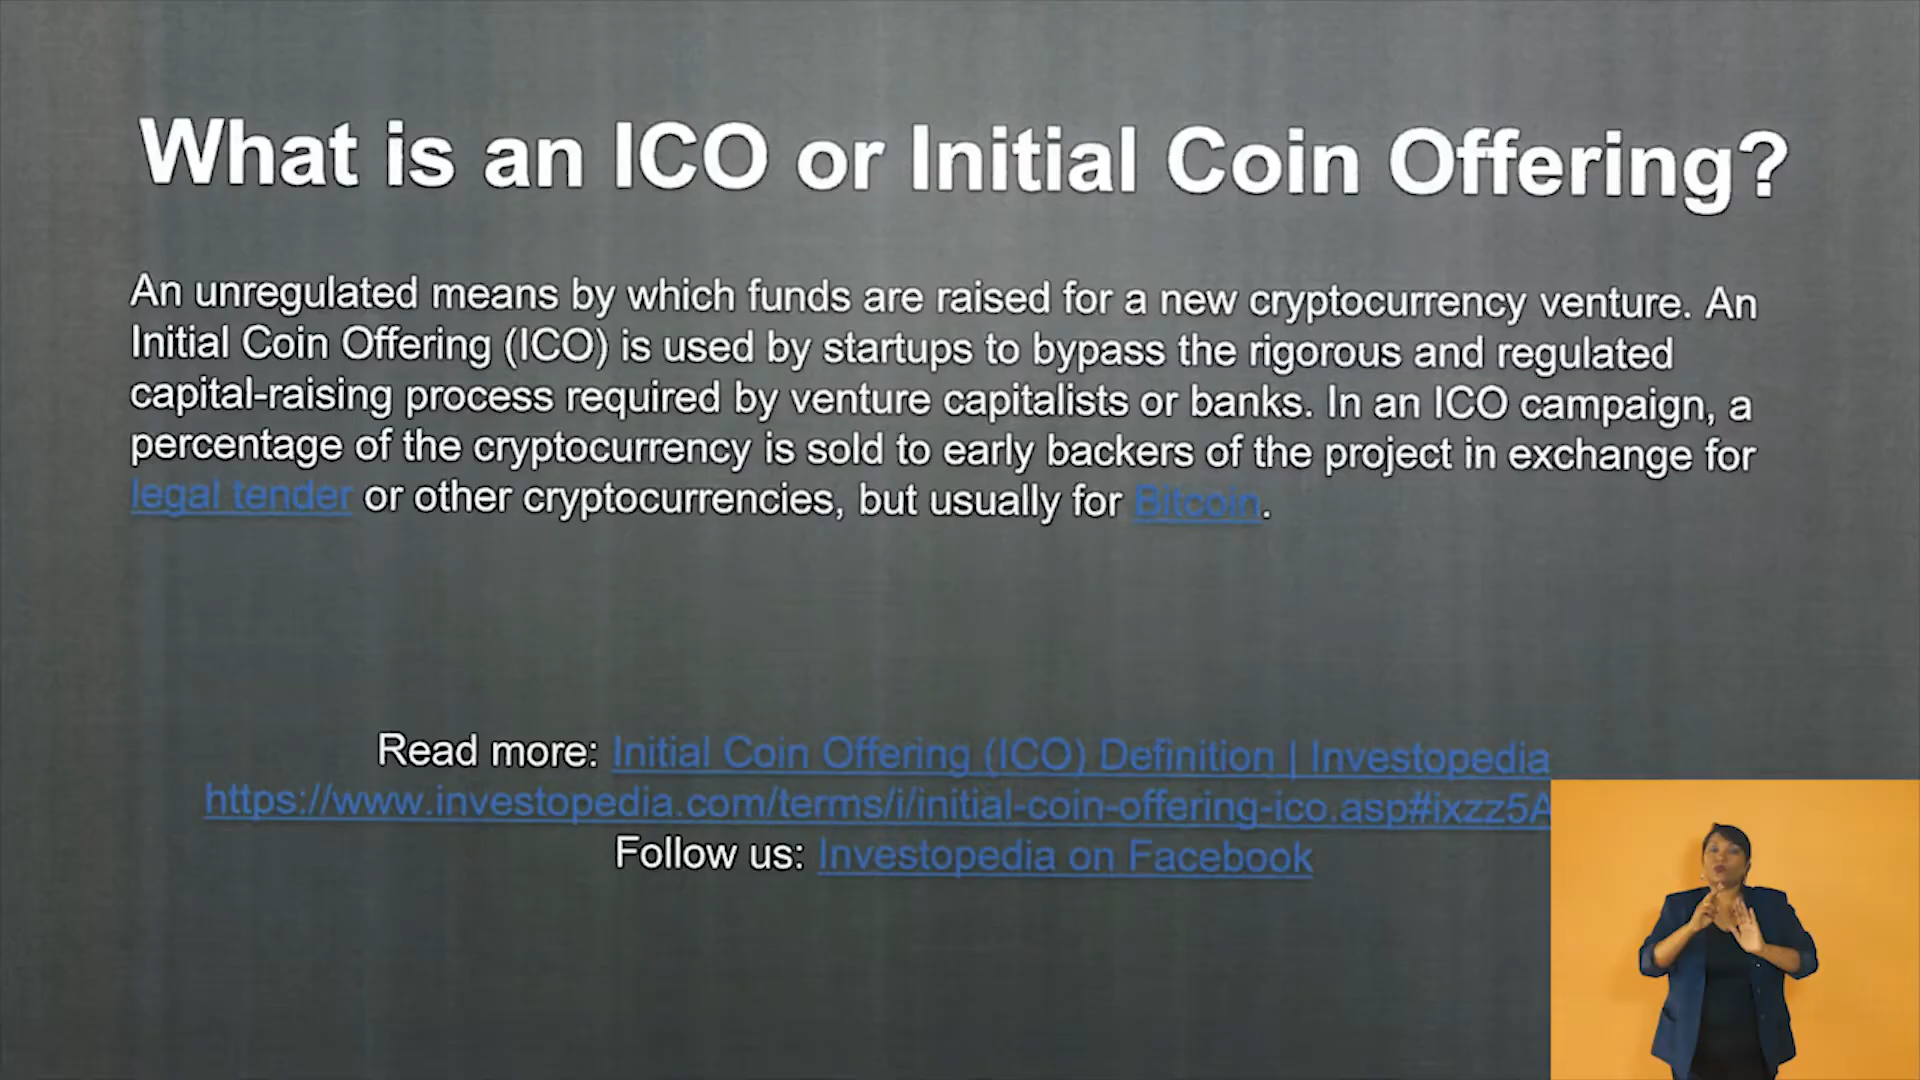 What is an ICO or Initial Coin Offering?
An unregulated means by which funds are raised for a new cryptocurrency venture. An
Initial Coin Offering (ICO) is used by startups to bypass the rigorous and regulated
capital-raising process required by venture capitalists or banks. In an ICO campaign, a
percentage of the cryptocurrency is sold to early backers of the project in exchange for
legal tender or other cryptocurrencies, but usually for Bitcoin.
Read more: Initial Coin Offering (ICO) Definition | Investopedia
https://www.investopedia.com/terms/i/initial-coin-offering-ico.asp#ixzz5A
Follow us: Investopedia on Facebook